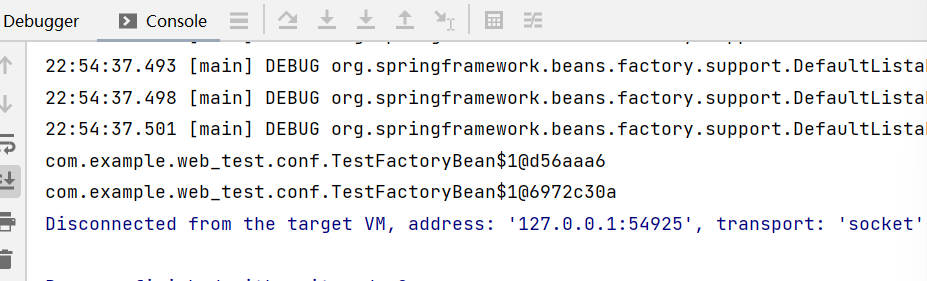 Debugger Console
22:54:37.493 [main] DEBUG org.springframework.beans.factory.support.DefaultLista
22:54:37.498 [main] DEBUG org.springframework.beans.factory.support.DefaultLista
22:54:37.501 [main] DEBUG org.springframework.beans.factory.support.DefaultLista
com.example.web_test.conf.TestFactoryBean$1@d56aaa6
com.example.web_test.conf.TestFactoryBean$1@6972c30a
Disconnected from the target VM, address: '127.0.0.1:54925', transport: 'socket'